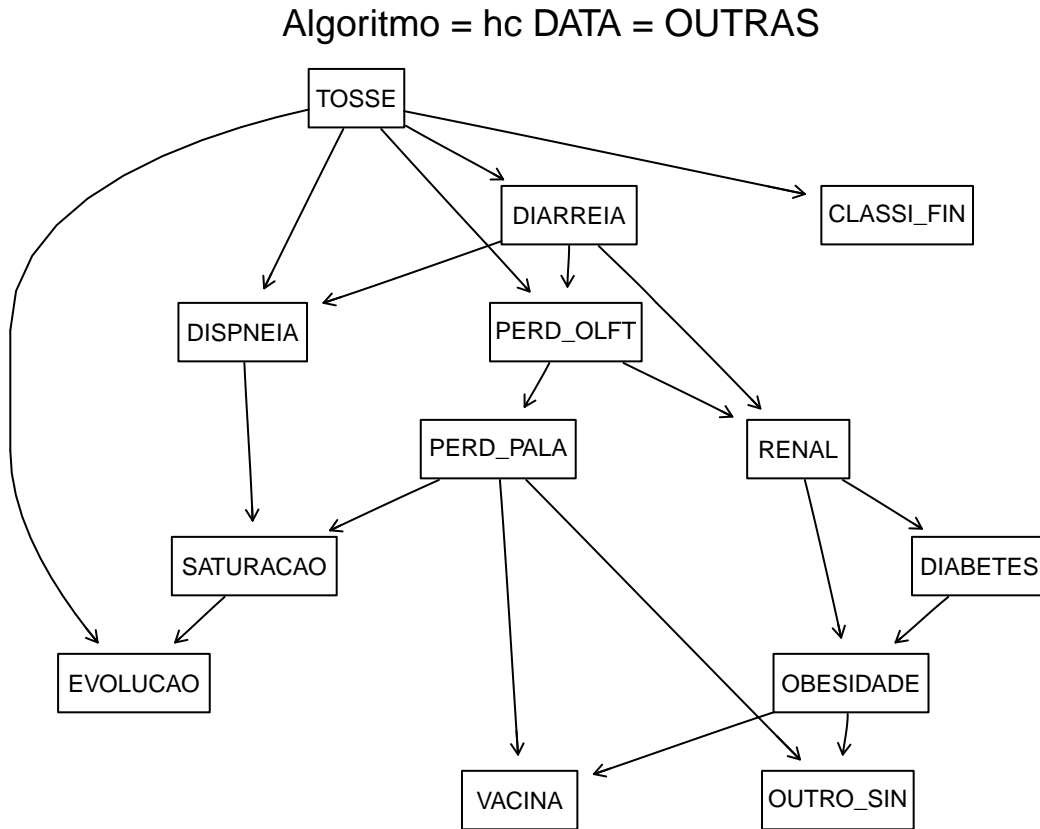 Algoritmo = hc DATA = OUTRAS
TOSSE
DIARREIA
CLASSI_FIN
DISPNEIA
PERD_OLFT
PERD_PALA
RENAL
SATURACAO
DIABETES
EVOLUCAO
OBESIDADE
VACINA
OUTRO_SIN